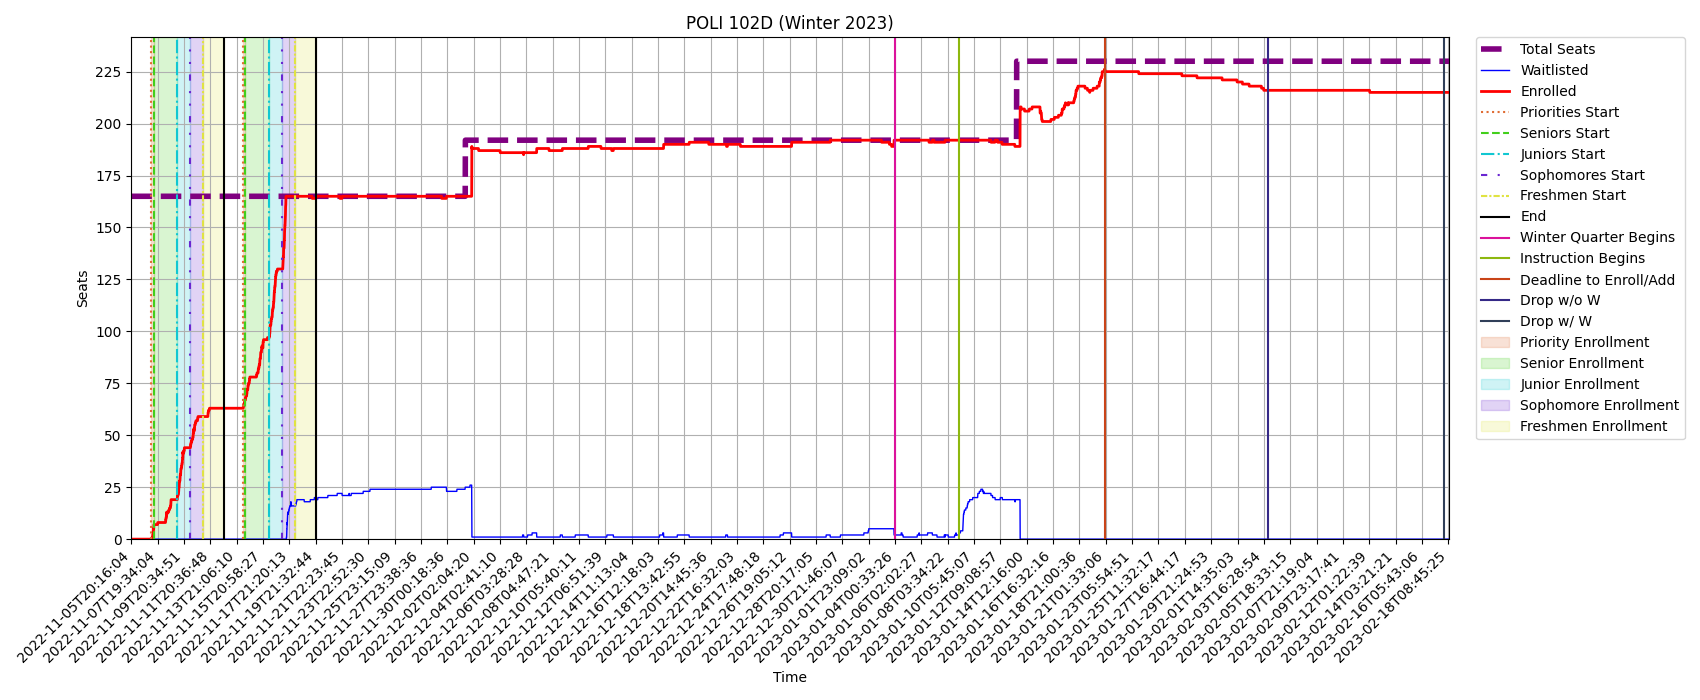 POLI 102D (Winter 2023)
Seats
225
200
175
150
125
100
75
50
25
0
2022-11-05T20:16:04
2022-11-07T19:34:04
2022-11-09T20:34:51
2022-11-11T20:36:48
2022-11-13T21:06:10
2022-11-15T20:58:27
2022-11-17T21:20:13
2022-11-19T21:32:44
2022-11-21T22:23:45
2022-11-23T22:52:30
2022-11-25T23:15:09
2022-11-27T23:38:36
2022-11-30T00:18:36
2022-12-02T02:04:20
2022-12-04T02:41:10
2022-12-06T03:28:28
2022-12-08T04:47:21
2022-12-10T05:40:11
2022-12-12T06:51:39
2022-12-14T11:13:04
2022-12-16T12:18:03
2022-12-18T13:42:55
2022-12-20T14:45:36
2022-12-22T16:32:03
2022-12-24T17:48:18
2022-12-26T19:05:12
2022-12-28T20:17:05
2022-12-30T21:46:07
2023-01-01T23:09:02
2023-01-04T00:33:26
2023-01-06T02:02:27
2023-01-08T03:34:22
2023-01-10T05:45:07
2023-01-12T09:08:57
2023-01-14T12:16:00
2023-01-16T16:32:16
2023-01-18T21:00:36
2023-01-21T01:33:06
2023-01-23T05:54:51
2023-01-25T11:32:17
2023-01-27T16:44:17
2023-01-29T21:24:53
2023-02-01T14:35:03
2023-02-03T16:28:54
2023-02-05T18:33:15
2023-02-07T21:19:04
2023-02-09T23:17:41
2023-02-12T01:22:39
2023-02-14T03:21:21
2023-02-16T05:43:06
2023-02-18T08:45:25
Time
Total Seats
Waitlisted
Enrolled
Priorities Start
Seniors Start
Juniors Start
Sophomores Start
Freshmen Start
End
Winter Quarter Begins
Instruction Begins
Deadline to Enroll/Add
Drop w/o W
Drop w/ W
Priority Enrollment
Senior Enrollment
Junior Enrollment
Sophomore Enrollment
Freshmen Enrollment